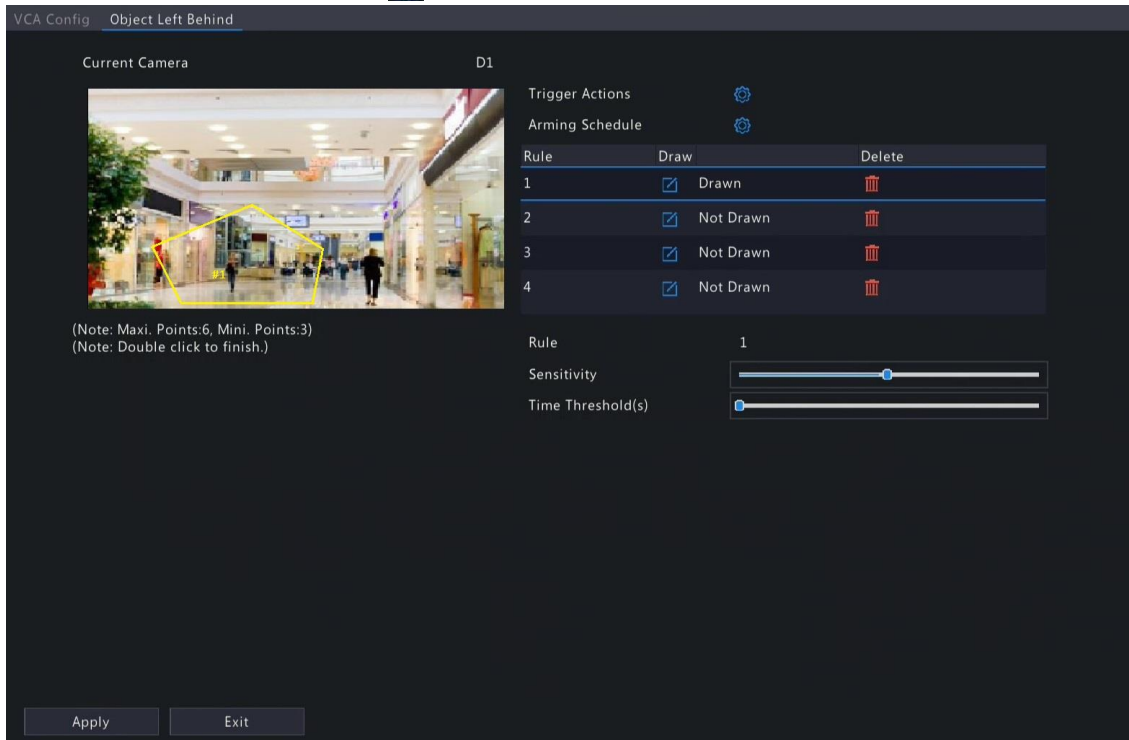 VCA Config Object Left Behind
Current Camera D1
#1
(Note: Maxi. Points:6, Mini. Points:3)
(Note: Double click to finish.)
Trigger Actions
Arming Schedule
Rule Draw Delete
1 Drawn
2 Not Drawn
3 Not Drawn
4 Not Drawn
Rule 1
Sensitivity
Time Threshold(s)
Apply Exit